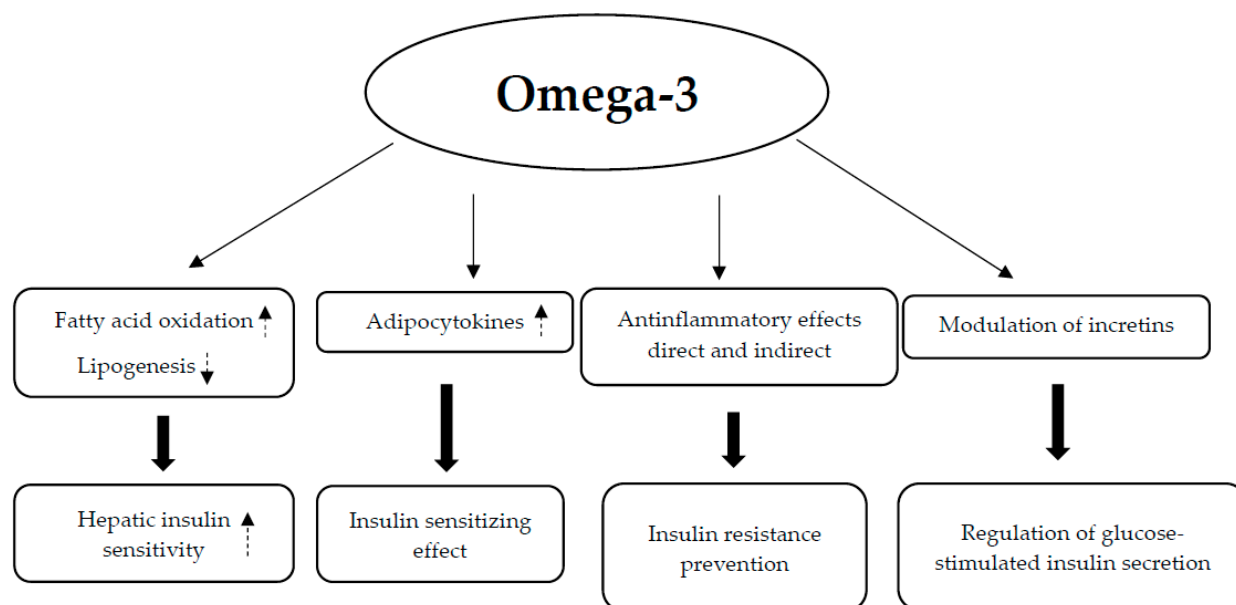 Omega-3
Fatty acid oxidation
Lipogenesis
Adipocytokines
Antinflammatory effects
direct and indirect
Modulation of incretins
Hepatic insulin
sensitivity
Insulin sensitizing
effect
Insulin resistance
prevention
Regulation of glucose-
stimulated insulin secretion